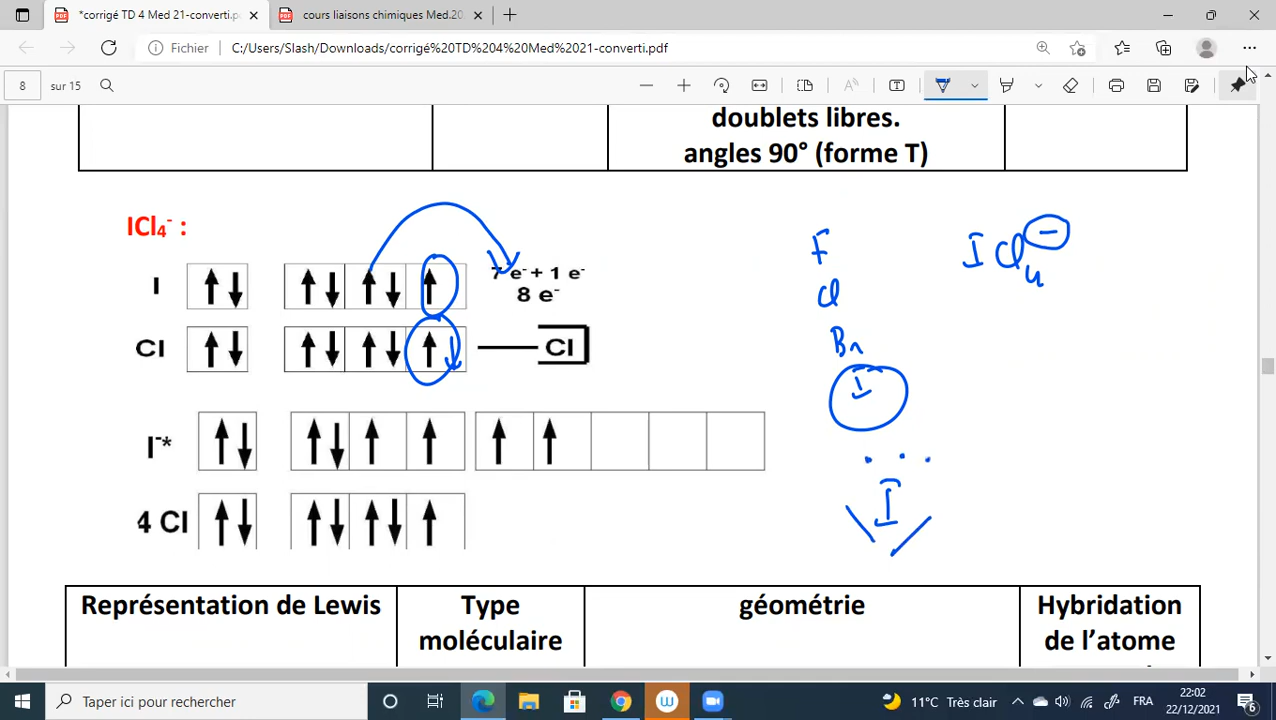 *corrigé TD 4 Med 21-converti.p
cours liaisons chimiques Med.20
Fichier
C:/Users/Slash/Downloads/corrigé%20TD%204%20Med%2021-converti.pdf
8 sur 15
doublets libres.
angles 90° (forme T)
ICl₄⁻ :
I
7 e⁻ + 1 e⁻
8 e⁻
Cl
Cl
I⁻*
4 Cl
F
Cl
Br
I
I
I Cl₄⁻
Représentation de Lewis
Type
moléculaire
géométrie
Hybridation
de l'atome
Taper ici pour rechercher
W
11°C Très clair
FRA
22:02
22/12/2021
6